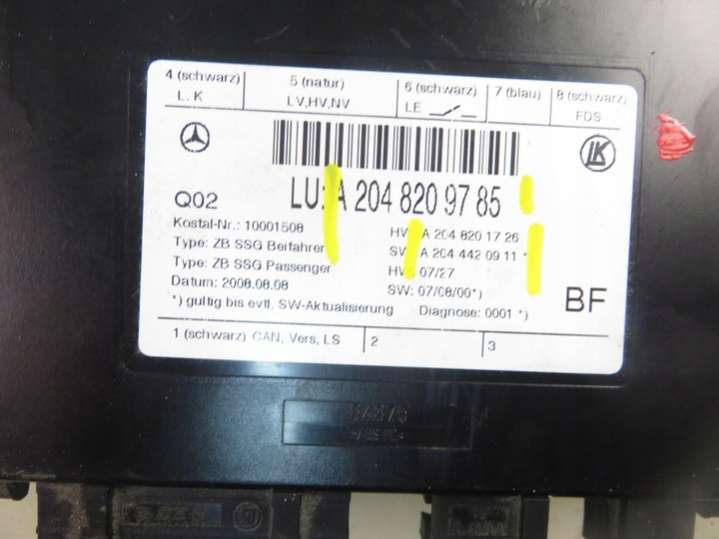 4 (schwarz) 5 (natur) 6 (schwarz) 7 (blau) 8 (schwarz)
L. K LV,HV,NV LE FDS
LK
Q02 LU: A 204 820 97 85
Kostal-Nr.: 10001508 HW: A 204 820 17 26
Type: ZB SSG Beifahrer SW: A 204 442 09 11 *)
Type: ZB SSG Passenger HW: 07/27
Datum: 2008.08.08 SW: 07/08/00*)
*) gultig bis evtl. SW-Aktualisierung Diagnose: 0001 *)
BF
1 (schwarz) CAN, Vers, LS 2 3